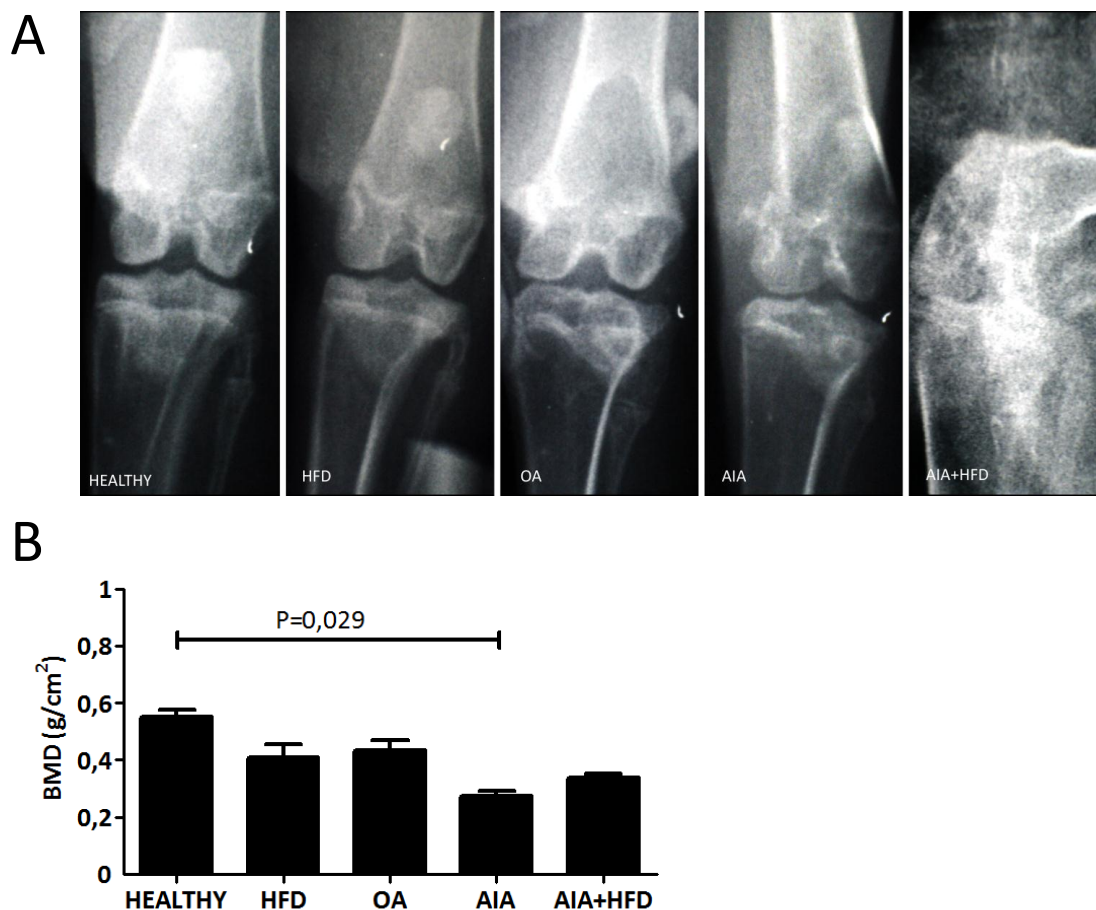 A
HEALTHY
HFD
OA
AIA
AIA+HFD
B
BMD (g/cm²)
1
0,8
0,6
0,4
0,2
0
P=0,029
HEALTHY HFD OA AIA AIA+HFD